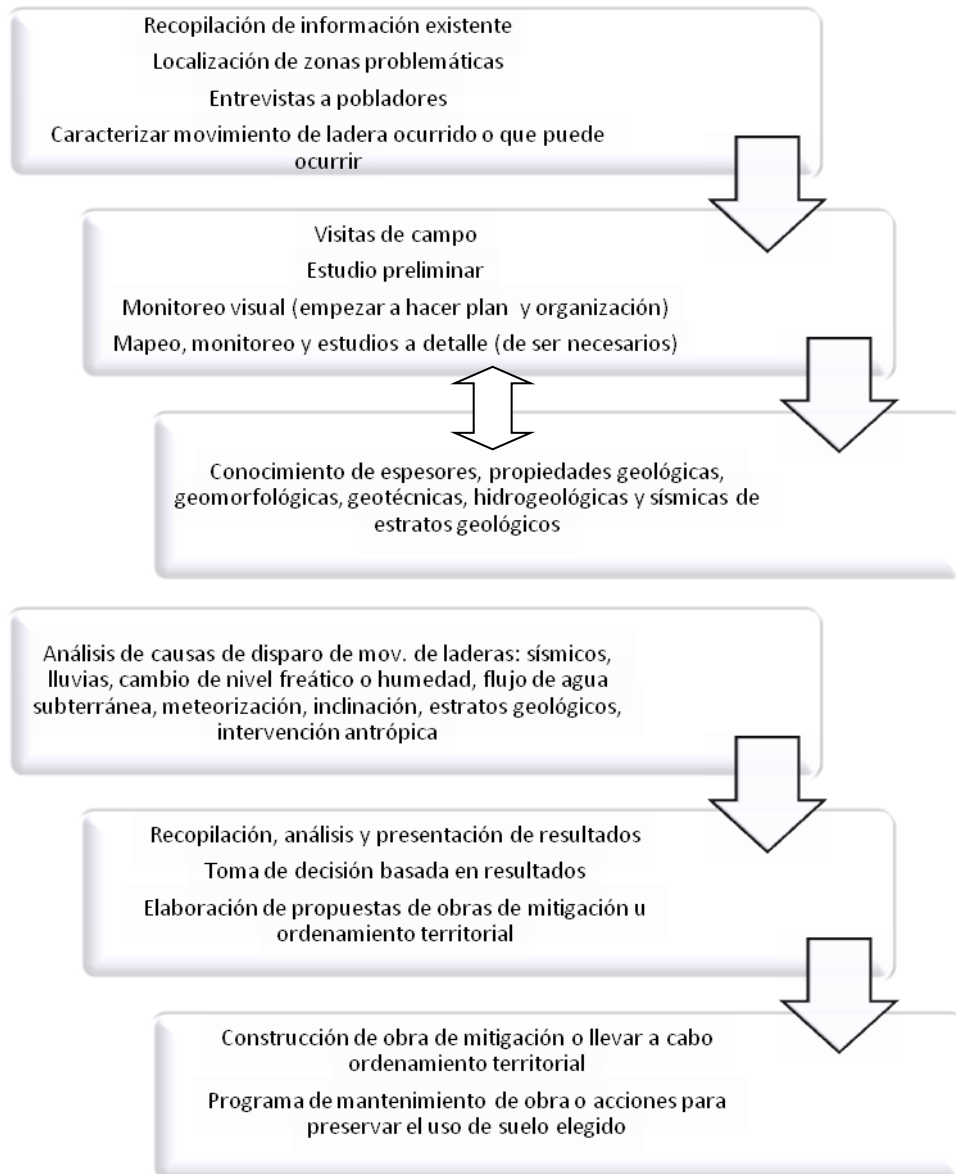 Recopilación de información existente
Localización de zonas problemáticas
Entrevistas a pobladores
Caracterizar movimiento de ladera ocurrido o que puede
ocurrir
Visitas de campo
Estudio preliminar
Monitoreo visual (empezar a hacer plan y organización)
Mapeo, monitoreo y estudios a detalle (de ser necesarios)
Conocimiento de espesores, propiedades geológicas,
geomorfológicas, geotécnicas, hidrogeológicas y sísmicas de
estratos geológicos
Análisis de causas de disparo de mov. de laderas: sísmicos,
lluvias, cambio de nivel freático o humedad, flujo de agua
subterránea, meteorización, inclinación, estratos geológicos,
intervención antrópica
Recopilación, análisis y presentación de resultados
Toma de decisión basada en resultados
Elaboración de propuestas de obras de mitigación u
ordenamiento territorial
Construcción de obra de mitigación o llevar a cabo
ordenamiento territorial
Programa de mantenimiento de obra o acciones para
preservar el uso de suelo elegido